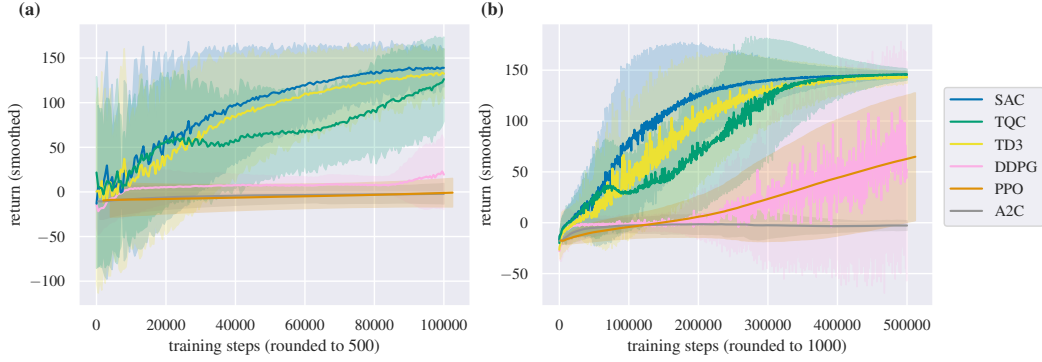 (a)
150
100
50
0
−50
−100
return (smoothed)
0 20000 40000 60000 80000 100000
training steps (rounded to 500)
(b)
150
100
50
0
−50
return (smoothed)
0 100000 200000 300000 400000 500000
training steps (rounded to 1000)
SAC
TQC
TD3
DDPG
PPO
A2C